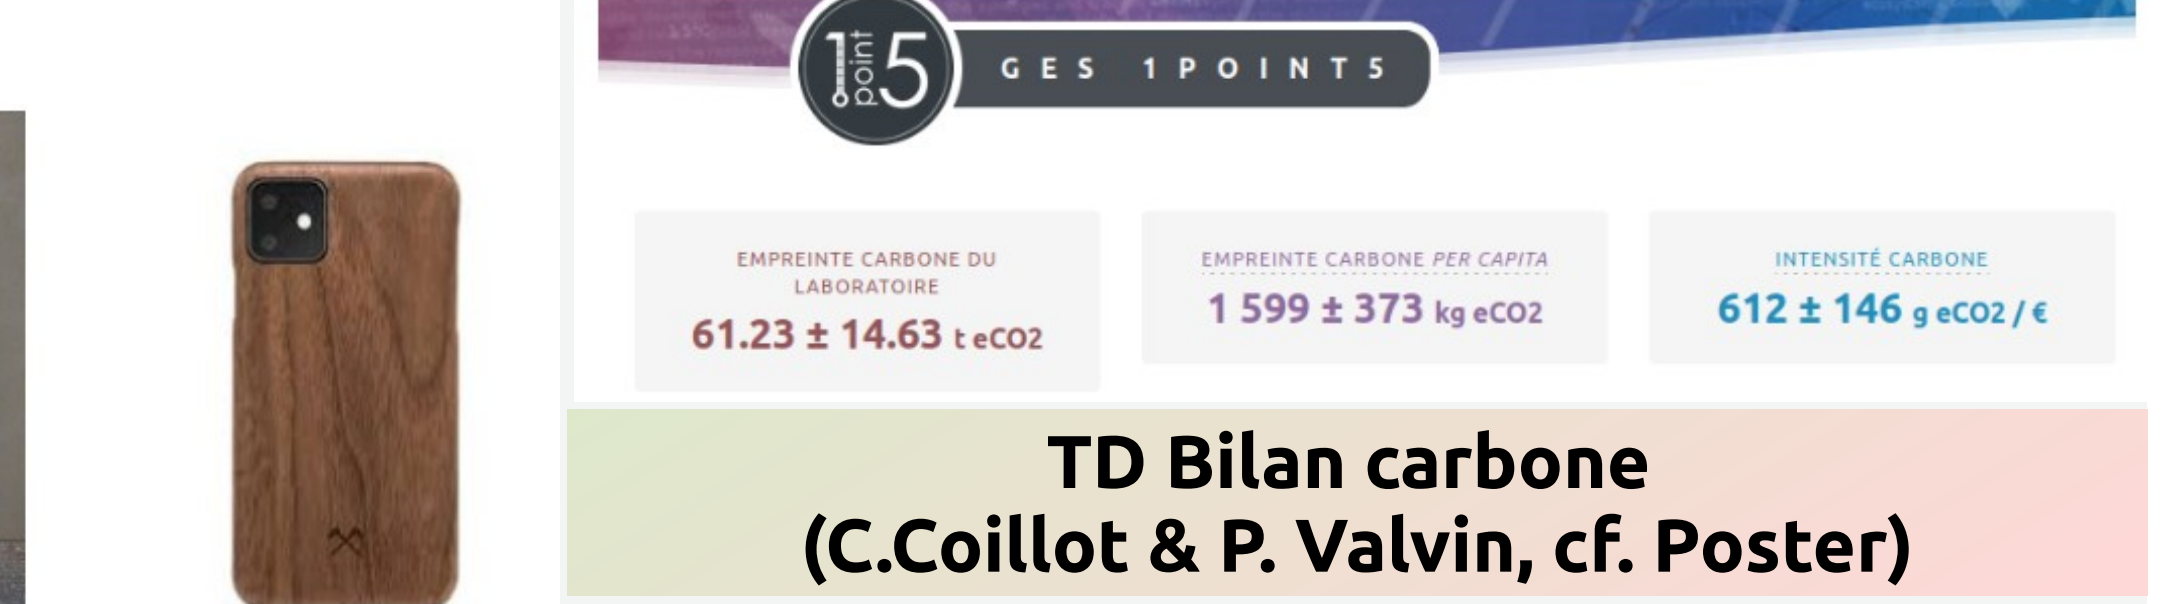 1point5
GES 1POINT5
EMPREINTE CARBONE DU
LABORATOIRE
61.23 ± 14.63 t eCO2
EMPREINTE CARBONE PER CAPITA
1 599 ± 373 kg eCO2
INTENSITÉ CARBONE
612 ± 146 g eCO2 / €
TD Bilan carbone
(C.Coillot & P. Valvin, cf. Poster)